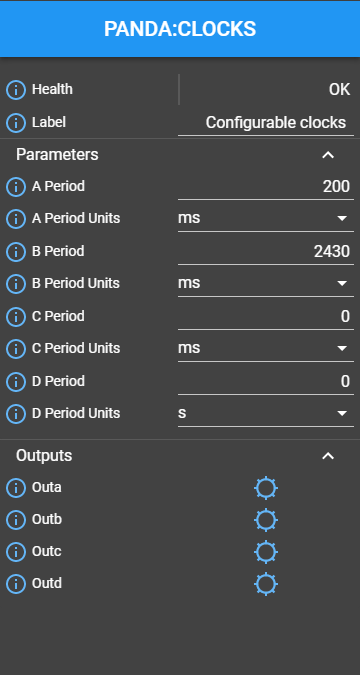 PANDA:CLOCKS
Health OK
Label Configurable clocks
Parameters
A Period 200
A Period Units ms
B Period 2430
B Period Units ms
C Period 0
C Period Units ms
D Period 0
D Period Units s
Outputs
Outa
Outb
Outc
Outd